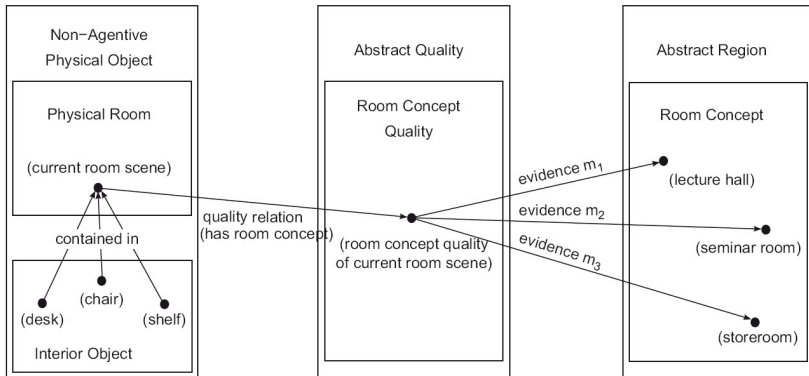 Non-Agentive
Physical Object
Physical Room
(current room scene)
contained in
(desk)
(chair)
(shelf)
Interior Object
quality relation
(has room concept)
Abstract Quality
Room Concept
Quality
(room concept quality
of current room scene)
evidence m1
evidence m2
evidence m3
Abstract Region
Room Concept
(lecture hall)
(seminar room)
(storeroom)